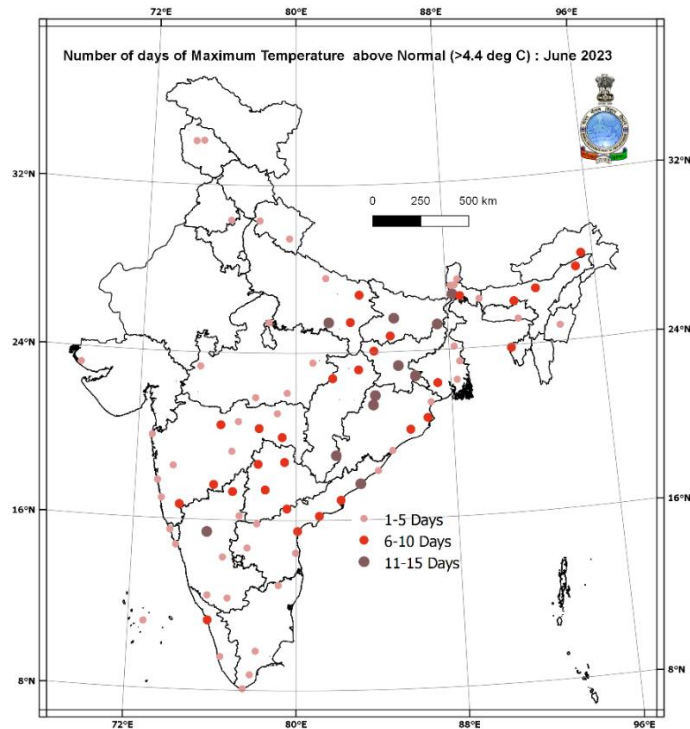 72°E 80°E 88°E 96°E
Number of days of Maximum Temperature above Normal (>4.4 deg C) : June 2023
32°N 32°N
0 250 500 km
24°N 24°N
16°N 16°N
1-5 Days
6-10 Days
11-15 Days
8°N 8°N
72°E 80°E 88°E 96°E